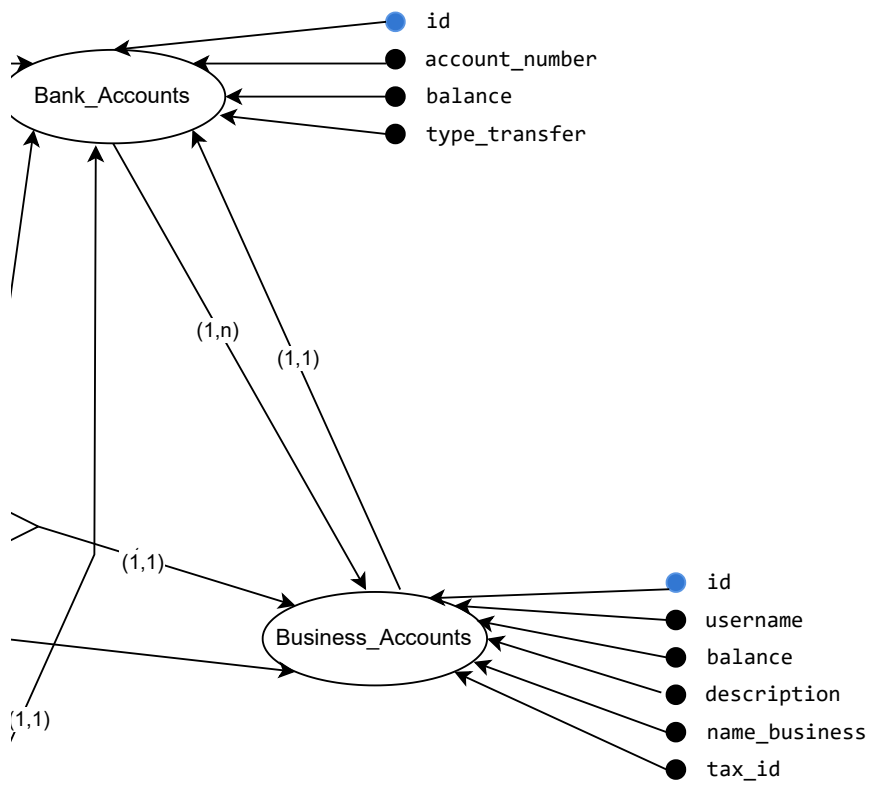 id
account_number
Bank_Accounts
balance
type_transfer
(1,n)
(1,1)
(1,1)
id
username
Business_Accounts
balance
description
(1,1)
name_business
tax_id